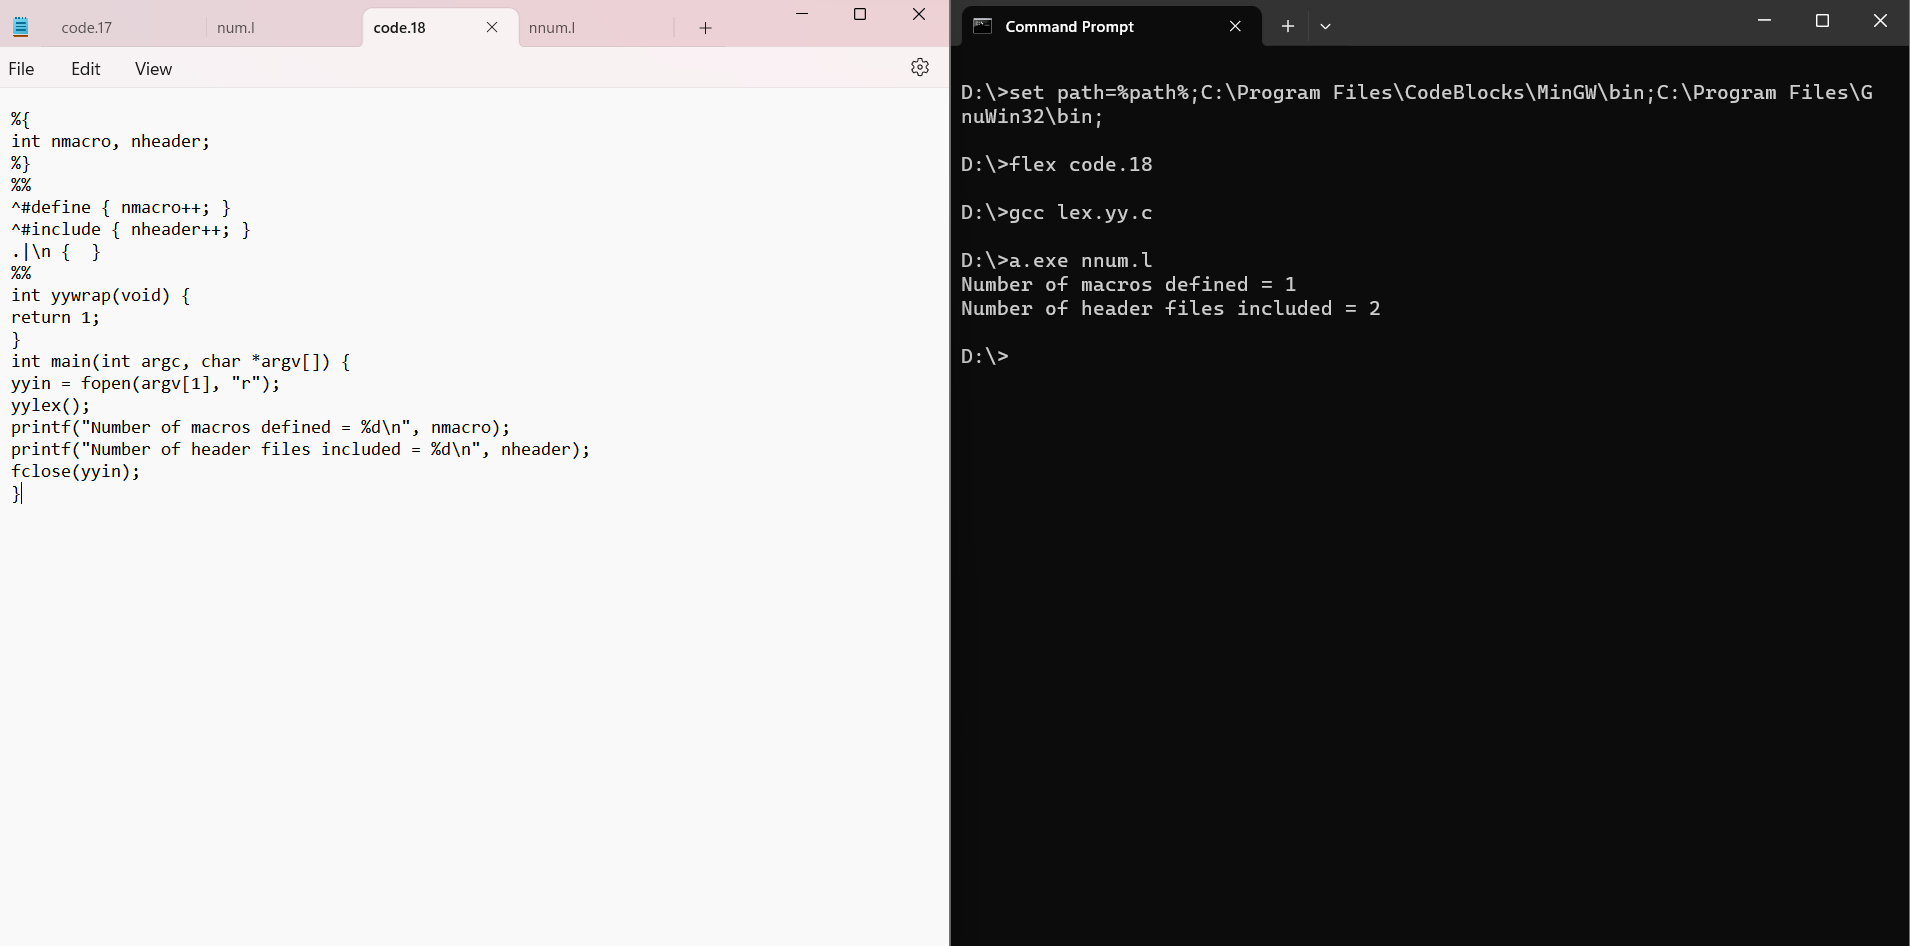 code.17 num.l code.18 nnum.l
File Edit View
%{
int nmacro, nheader;
%}
%%
^#define { nmacro++; }
^#include { nheader++; }
.|\n {  }
%%
int yywrap(void) {
return 1;
}
int main(int argc, char *argv[]) {
yyin = fopen(argv[1], "r");
yylex();
printf("Number of macros defined = %d\n", nmacro);
printf("Number of header files included = %d\n", nheader);
fclose(yyin);
}
Command Prompt
D:\>set path=%path%;C:\Program Files\CodeBlocks\MinGW\bin;C:\Program Files\G
nuWin32\bin;
D:\>flex code.18
D:\>gcc lex.yy.c
D:\>a.exe nnum.l
Number of macros defined = 1
Number of header files included = 2
D:\>